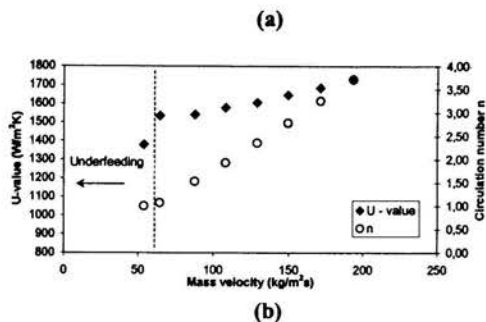 (a)
1800
1700
1600
1500
1400
1300
1200
1100
1000
900
800
U-value (W/m²K)
Underfeeding
4,00
3,50
3,00
2,50
2,00
1,50
1,00
0,50
0,00
Circulation number n
U - value
n
0 50 100 150 200 250
Mass velocity (kg/m²s)
(b)